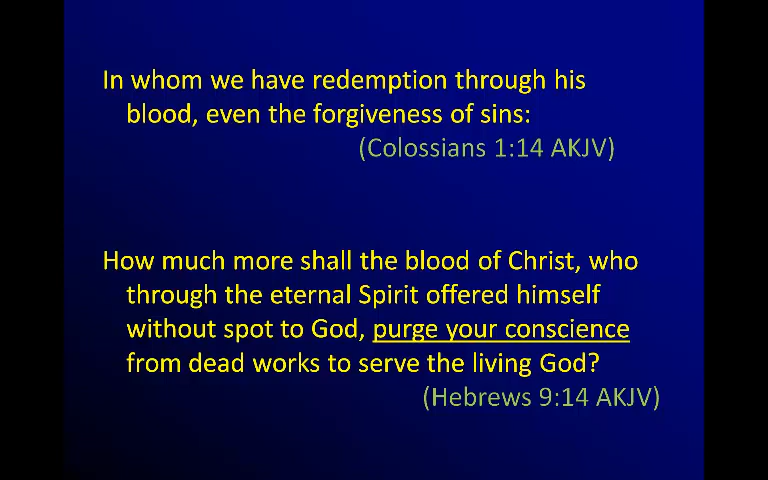 In whom we have redemption through his
blood, even the forgiveness of sins:
(Colossians 1:14 AKJV)
How much more shall the blood of Christ, who
through the eternal Spirit offered himself
without spot to God, purge your conscience
from dead works to serve the living God?
(Hebrews 9:14 AKJV)